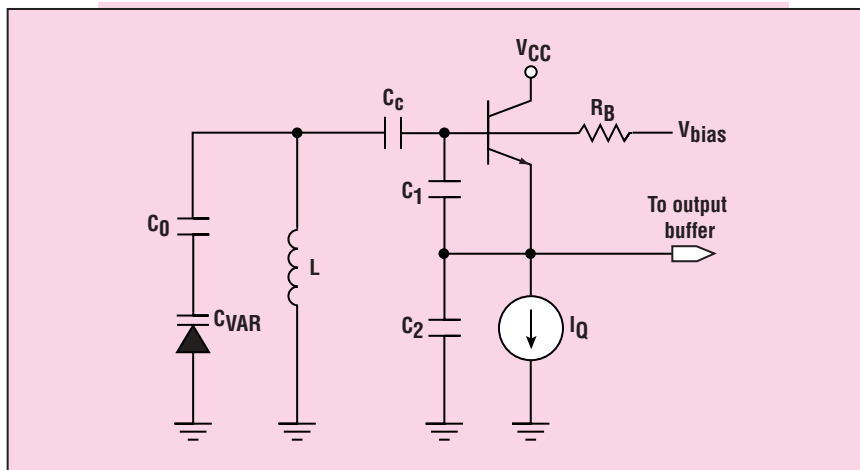 VCC
CC
RB
Vbias
C1
To output
buffer
C0
L
CVAR
C2
IQ